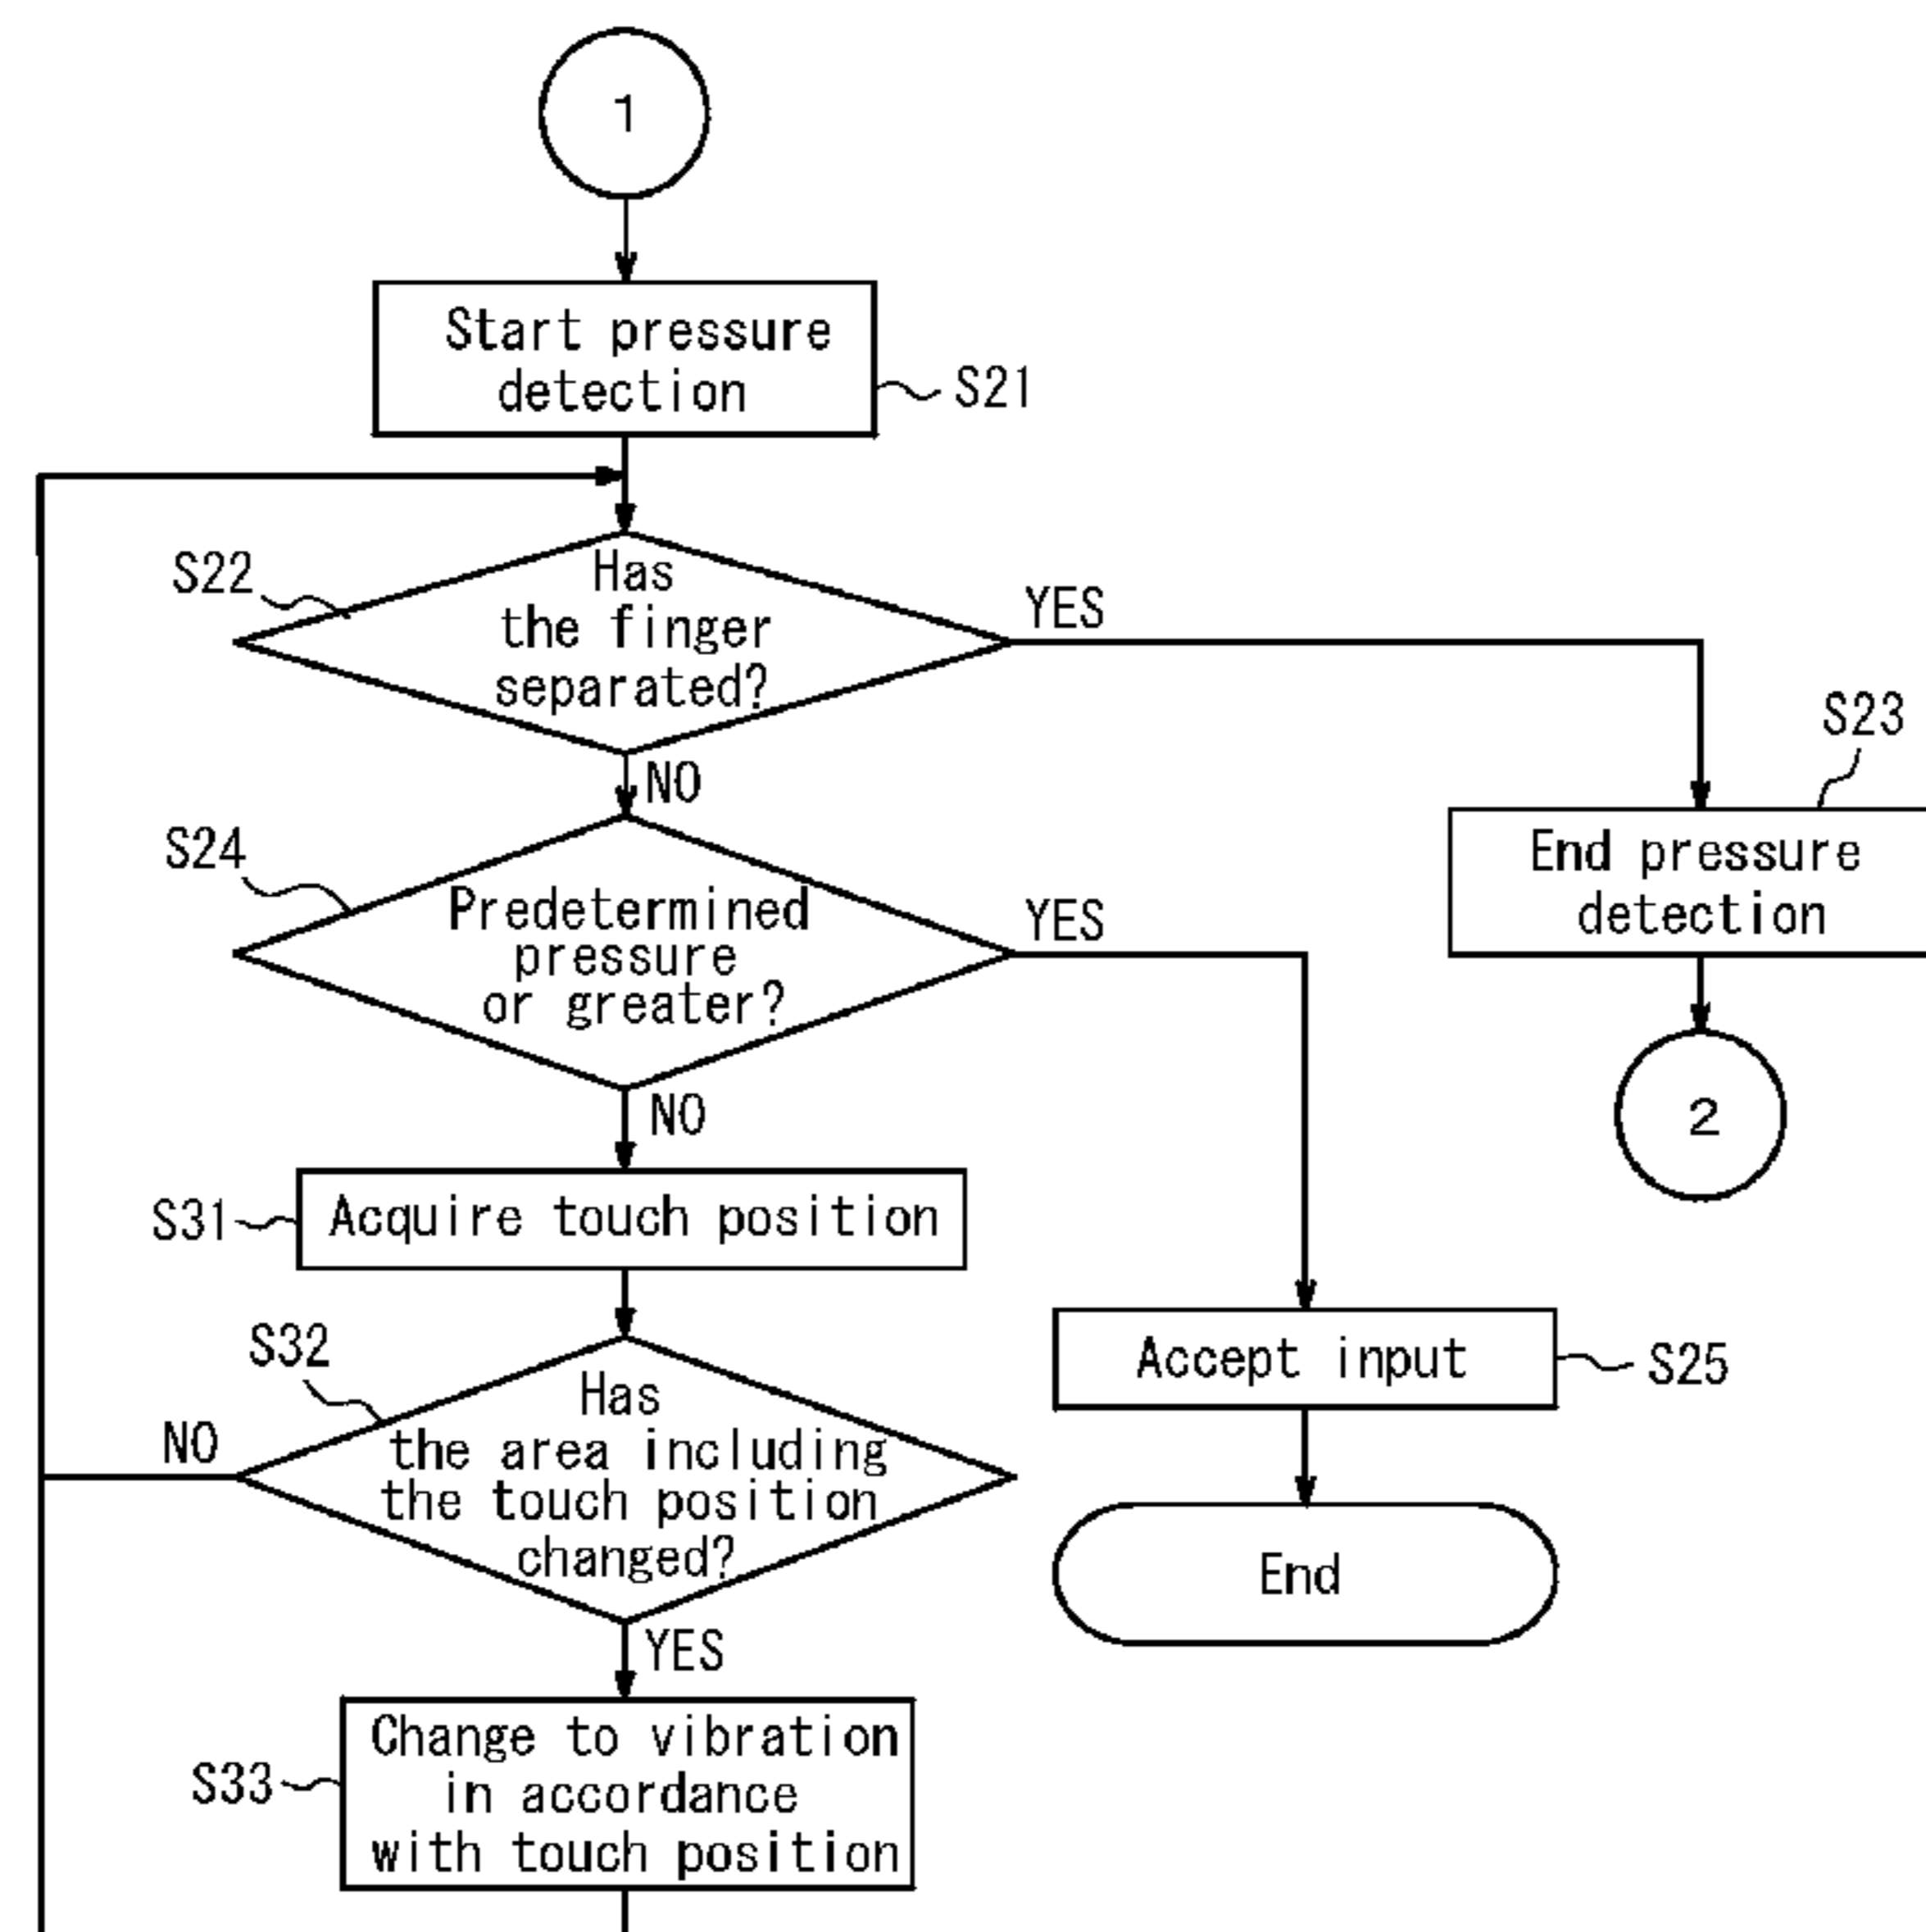 1
Start pressure
detection
S21
S22
Has
the finger
separated?
YES
NO
S23
End pressure
detection
2
S24
Predetermined
pressure
or greater?
YES
NO
S31
Acquire touch position
Accept input
S25
End
S32
Has
the area including
the touch position
changed?
NO
YES
S33
Change to vibration
in accordance
with touch position